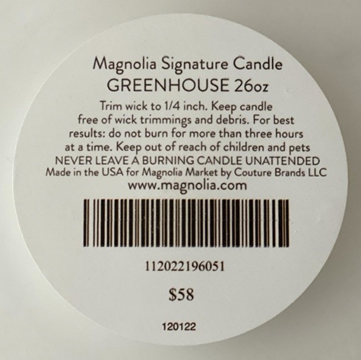 Magnolia Signature Candle
GREENHOUSE 26oz
Trim wick to 1/4 inch. Keep candle
free of wick trimmings and debris. For best
results: do not burn for more than three hours
at a time. Keep out of reach of children and pets
NEVER LEAVE A BURNING CANDLE UNATTENDED
Made in the USA for Magnolia Market by Couture Brands LLC
www.magnolia.com
112022196051
$58
120122